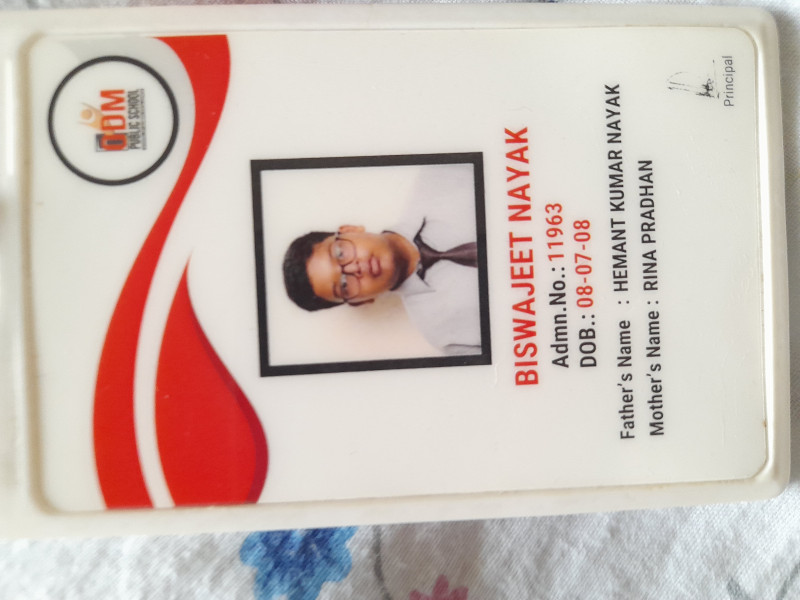 ODM
PUBLIC SCHOOL
BISWAJEET NAYAK
Admn.No.: 11963
DOB.: 08-07-08
Father's Name : HEMANT KUMAR NAYAK
Mother's Name : RINA PRADHAN
Principal